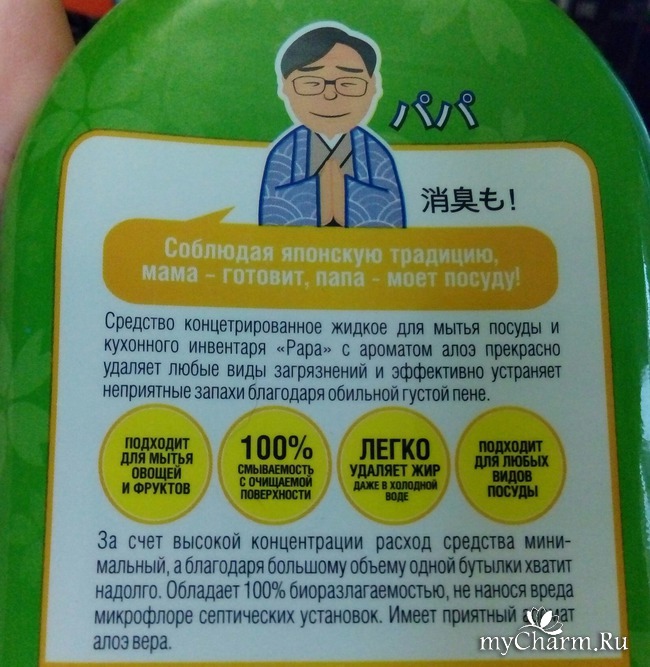 パパ
消臭も!
Соблюдая японскую традицию,
мама – готовит, папа - моет посуду!
Средство концетрированное жидкое для мытья посуды и
кухонного инвентаря «Papa» с ароматом алоэ прекрасно
удаляет любые виды загрязнений и эффективно устраняет
неприятные запахи благодаря обильной густой пене.
ПОДХОДИТ
ДЛЯ МЫТЬЯ
ОВОЩЕЙ
И ФРУКТОВ
100%
СМЫВАЕМОСТЬ
С ОЧИЩАЕМОЙ
ПОВЕРХНОСТИ
ЛЕГКО
УДАЛЯЕТ ЖИР
ДАЖЕ В ХОЛОДНОЙ
ВОДЕ
ПОДХОДИТ
ДЛЯ ЛЮБЫХ
ВИДОВ
ПОСУДЫ
За счет высокой концентрации расход средства мини-
мальный, а благодаря большому объему одной бутылки хватит
надолго. Обладает 100% биоразлагаемостью, не нанося вреда
микрофлоре септических установок. Имеет приятный
алоэ вера.
myCharm.Ru